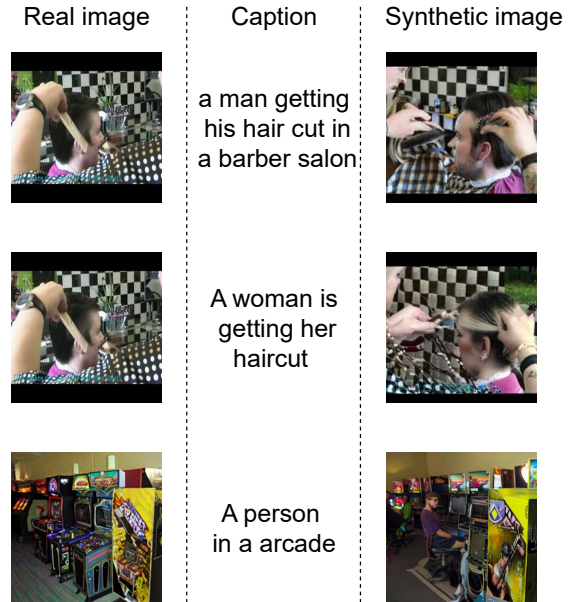 Real image
Caption
Synthetic image
a man getting
his hair cut in
a barber salon
A woman is
getting her
haircut
A person
in a arcade